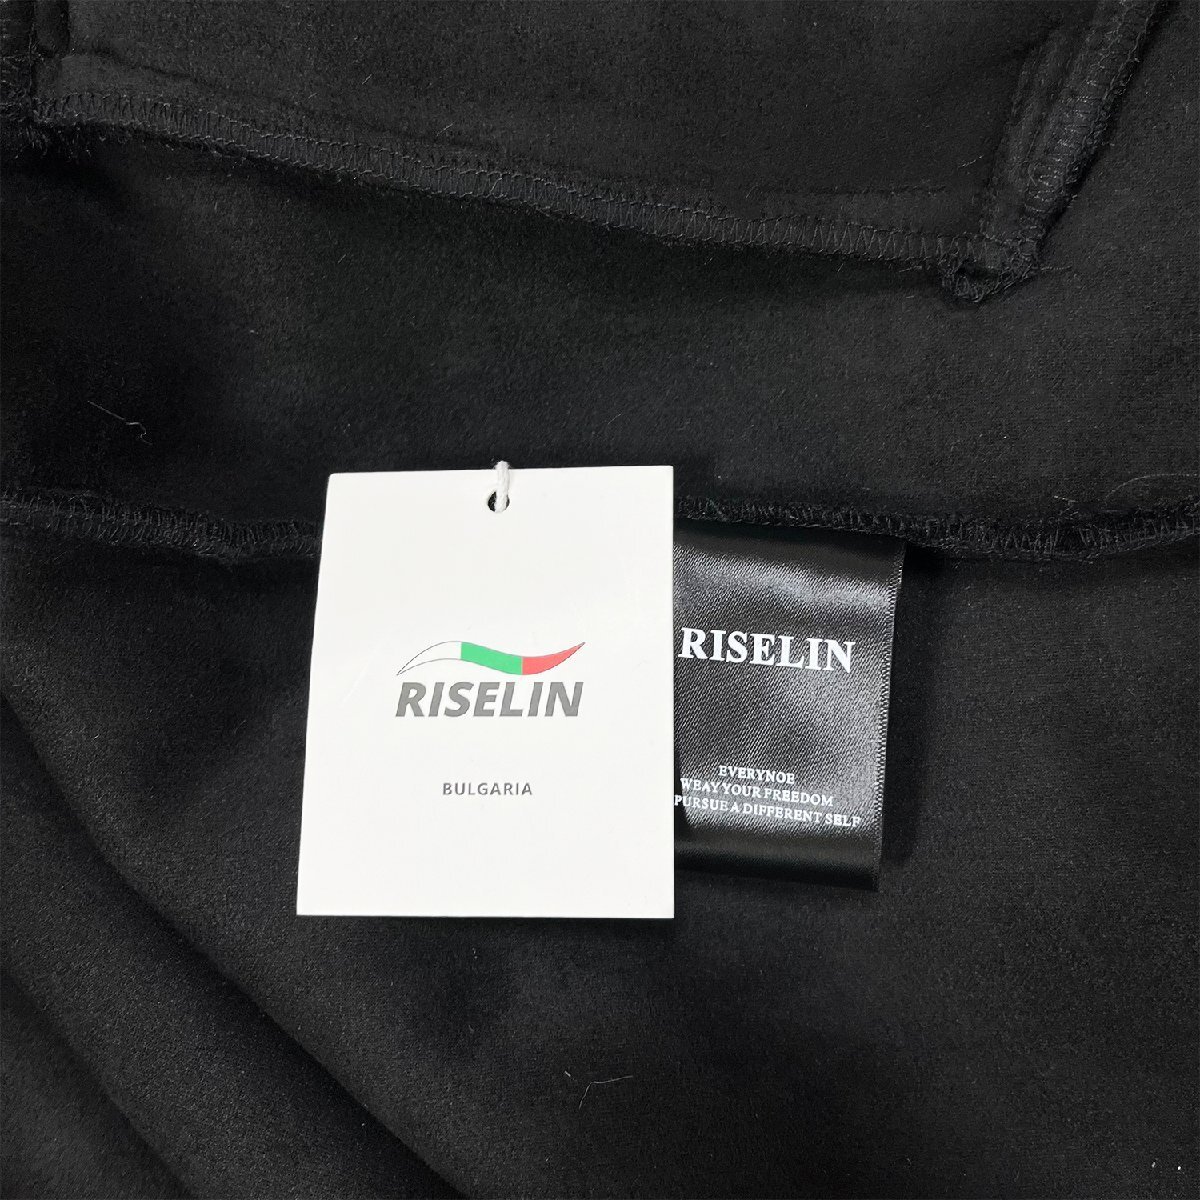 RISELIN
BULGARIA
RISELIN
EVERYNOE
WEAY YOUR FREEDOM
PURSUE A DIFFERENT SELF